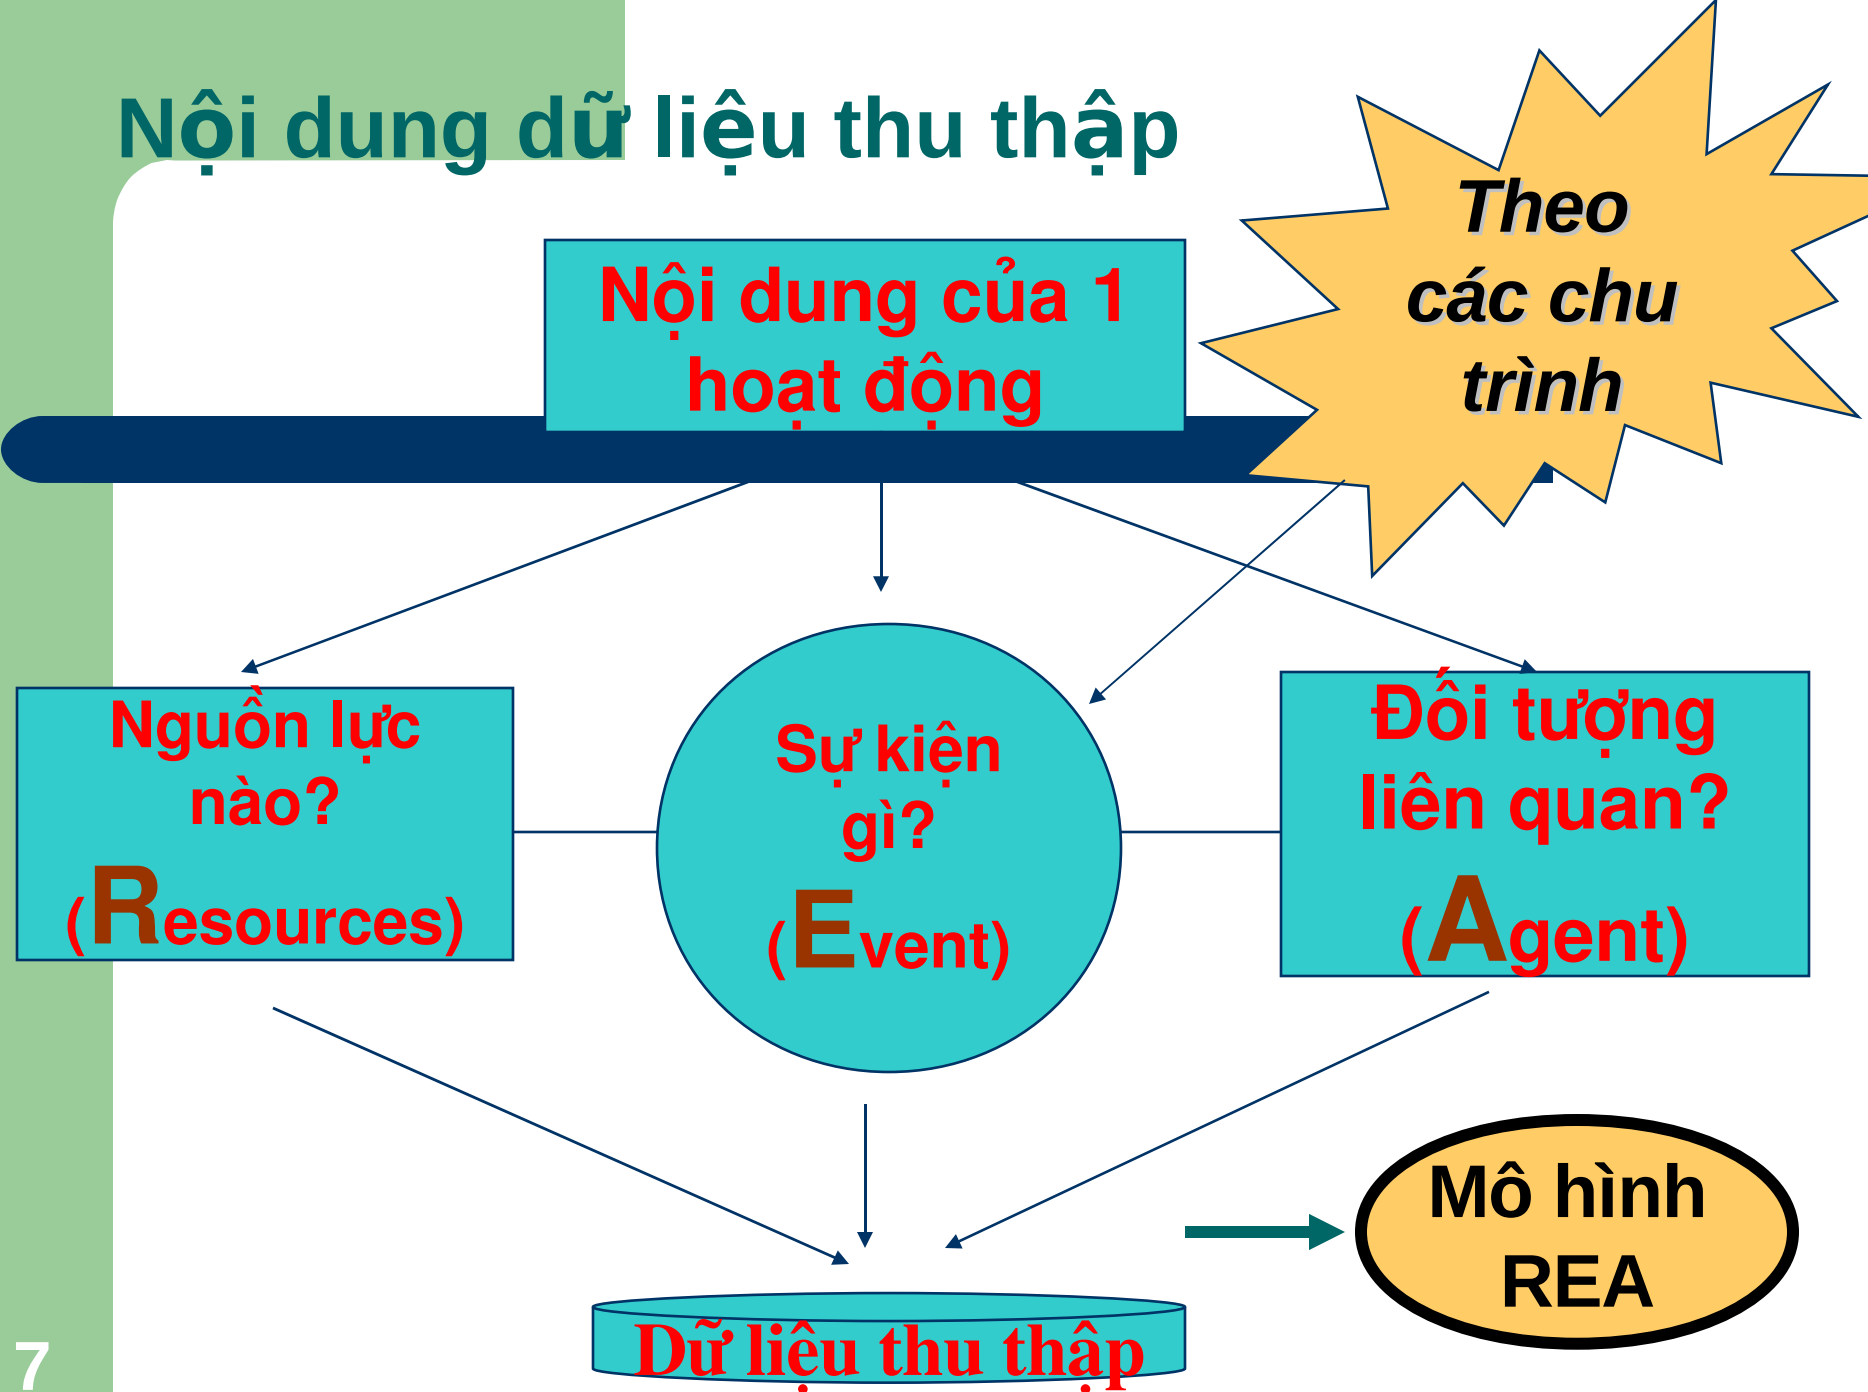 Nội dung dữ liệu thu thập
Theo
các chu
trình
Nội dung của 1
hoạt động
Nguồn lực
nào?
(Resources)
Sự kiện
gì?
(Event)
Đối tượng
liên quan?
(Agent)
Mô hình
REA
Dữ liệu thu thập
7